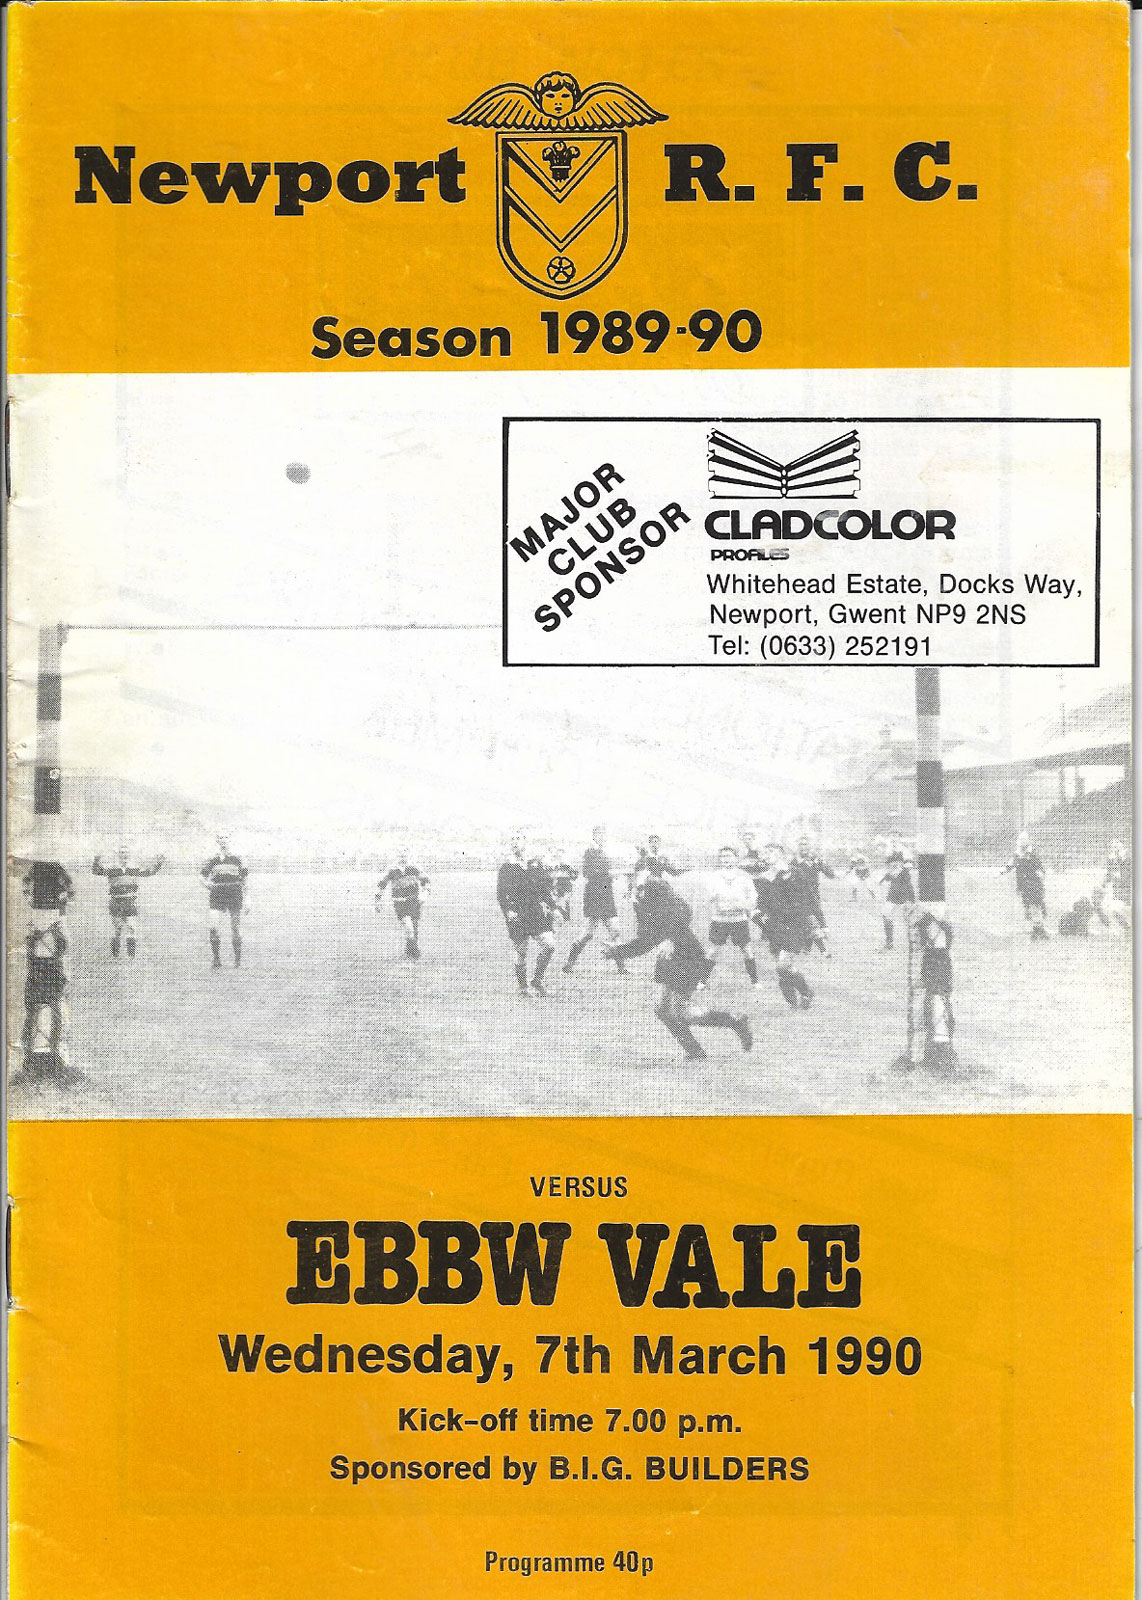 Newport R. F. C.
Season 1989-90
MAJOR
CLUB
SPONSOR
CLADCOLOR
PROFILES
Whitehead Estate, Docks Way,
Newport, Gwent NP9 2NS
Tel: (0633) 252191
VERSUS
EBBW VALE
Wednesday, 7th March 1990
Kick-off time 7.00 p.m.
Sponsored by B.I.G. BUILDERS
Programme 40p